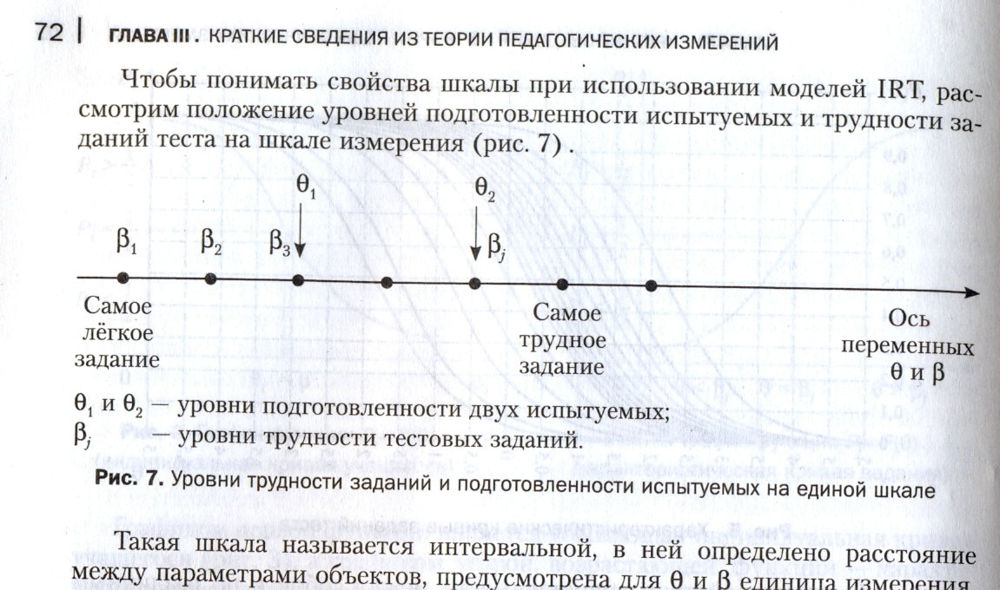 72 | ГЛАВА III. КРАТКИЕ СВЕДЕНИЯ ИЗ ТЕОРИИ ПЕДАГОГИЧЕСКИХ ИЗМЕРЕНИЙ
Чтобы понимать свойства шкалы при использовании моделей IRT, рас-
смотрим положение уровней подготовленности испытуемых и трудности за-
даний теста на шкале измерения (рис. 7) .
θ₁ θ₂
β₁ β₂ β₃ βⱼ
Самое
лёгкое
задание
Самое
трудное
задание
Ось
переменных
θ и β
θ₁ и θ₂ — уровни подготовленности двух испытуемых;
βⱼ — уровни трудности тестовых заданий.
Рис. 7. Уровни трудности заданий и подготовленности испытуемых на единой шкале
Такая шкала называется интервальной, в ней определено расстояние
между параметрами объектов, предусмотрена для θ и β единица измерения,